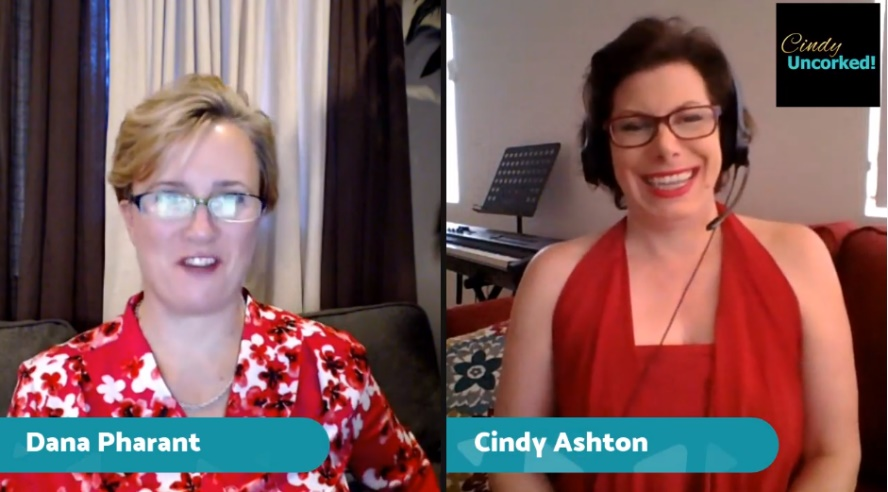 Cindy
Uncorked!
Dana Pharant
Cindy Ashton